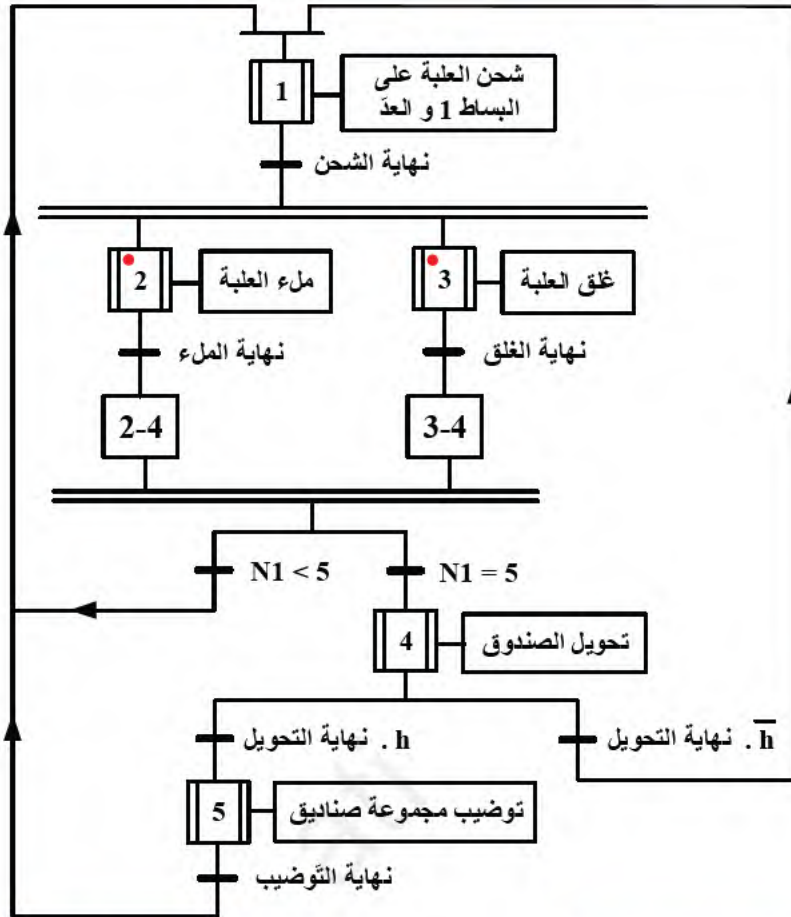 1
شحن العلبة على
البساط 1 و العدّ
نهاية الشحن
2
ملء العلبة
3
غلق العلبة
نهاية الملء
نهاية الغلق
2-4
3-4
N1 < 5
N1 = 5
4
تحويل الصندوق
h . نهاية التحويل
h̅ . نهاية التحويل
5
توضيب مجموعة صناديق
نهاية التّوضيب